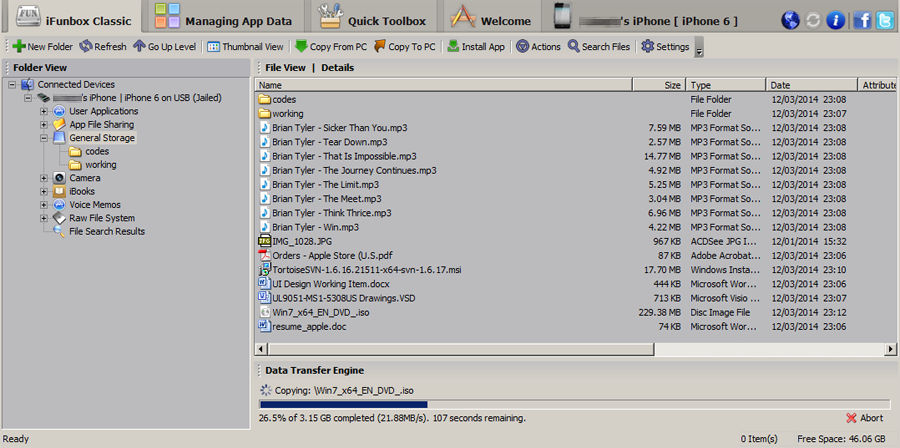 FUN iFunbox Classic Managing App Data Quick Toolbox Welcome 's iPhone [ iPhone 6 ]
New Folder Refresh Go Up Level Thumbnail View Copy From PC Copy To PC Install App Actions Search Files Settings
Folder View
Connected Devices
's iPhone | iPhone 6 on USB (Jailed)
User Applications
App File Sharing
General Storage
codes
working
Camera
iBooks
Voice Memos
Raw File System
File Search Results
File View | Details
Name Size Type Date Attribute
codes File Folder 12/03/2014 23:08
working File Folder 12/03/2014 23:07
Brian Tyler - Sicker Than You.mp3 7.59 MB MP3 Format So... 12/03/2014 23:08
Brian Tyler - Tear Down.mp3 2.57 MB MP3 Format So... 12/03/2014 23:08
Brian Tyler - That Is Impossible.mp3 14.77 MB MP3 Format So... 12/03/2014 23:08
Brian Tyler - The Journey Continues.mp3 4.92 MB MP3 Format So... 12/03/2014 23:08
Brian Tyler - The Limit.mp3 5.25 MB MP3 Format So... 12/03/2014 23:08
Brian Tyler - The Meet.mp3 3.04 MB MP3 Format So... 12/03/2014 23:08
Brian Tyler - Think Thrice.mp3 6.96 MB MP3 Format So... 12/03/2014 23:08
Brian Tyler - Win.mp3 4.22 MB MP3 Format So... 12/03/2014 23:08
IMG_1028.JPG 967 KB ACDSee JPG I... 12/01/2014 15:32
Orders - Apple Store (U.S.pdf 87 KB Adobe Acrobat... 12/03/2014 23:06
TortoiseSVN-1.6.16.21511-x64-svn-1.6.17.msi 17.70 MB Windows Insta... 12/03/2014 23:10
UI Design Working Item.docx 444 KB Microsoft Wor... 12/03/2014 23:06
UL9051-MS1-5308US Drawings.VSD 713 KB Microsoft Visio ... 12/03/2014 23:07
Win7_x64_EN_DVD_.iso 229.38 MB Disc Image File 12/03/2014 23:12
resume_apple.doc 74 KB Microsoft Wor... 12/03/2014 23:06
Data Transfer Engine
Copying: \Win7_x64_EN_DVD_.iso
26.5% of 3.15 GB completed (21.88MB/s). 107 seconds remaining. Abort
Ready 0 Item(s) Free Space: 46.06 GB